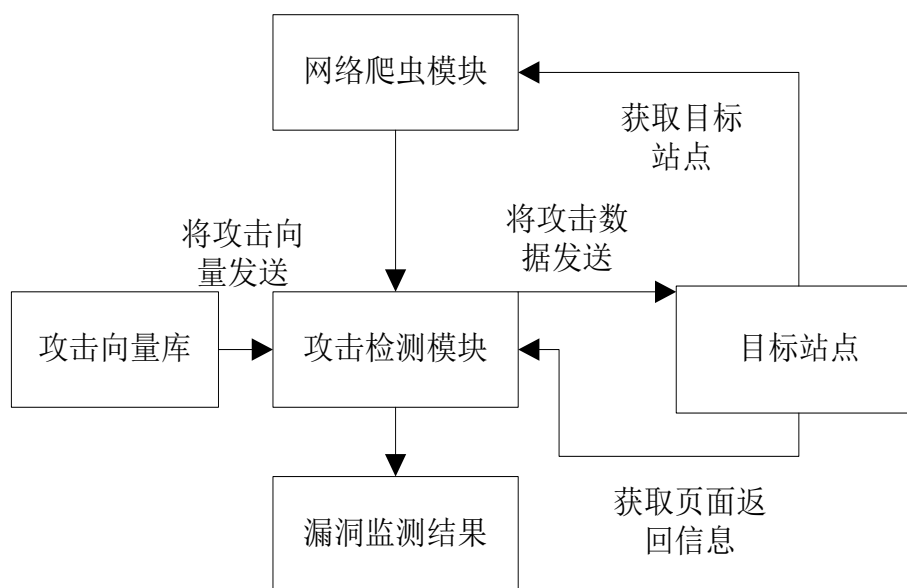 网络爬虫模块
获取目标
站点
将攻击向
量发送
将攻击数
据发送
攻击向量库
攻击检测模块
目标站点
漏洞监测结果
获取页面返
回信息